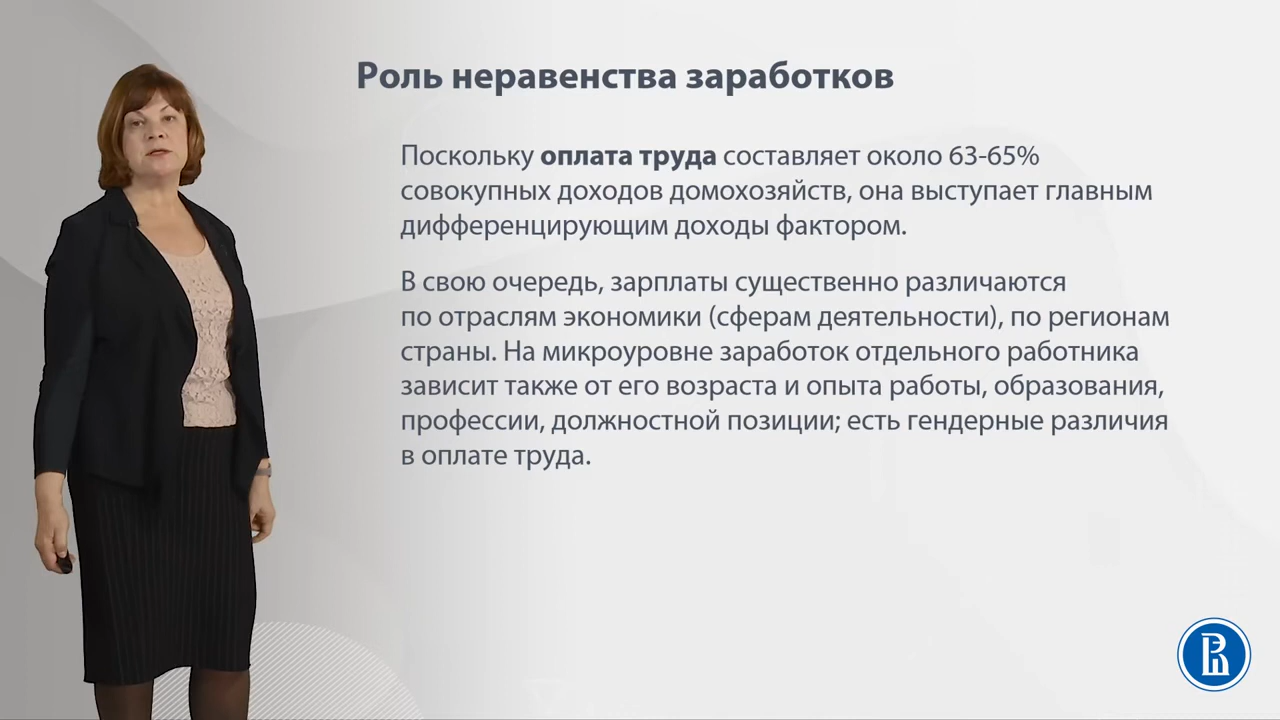 Роль неравенства заработков
Поскольку оплата труда составляет около 63-65%
совокупных доходов домохозяйств, она выступает главным
дифференцирующим доходы фактором.
В свою очередь, зарплаты существенно различаются
по отраслям экономики (сферам деятельности), по регионам
страны. На микроуровне заработок отдельного работника
зависит также от его возраста и опыта работы, образования,
профессии, должностной позиции; есть гендерные различия
в оплате труда.